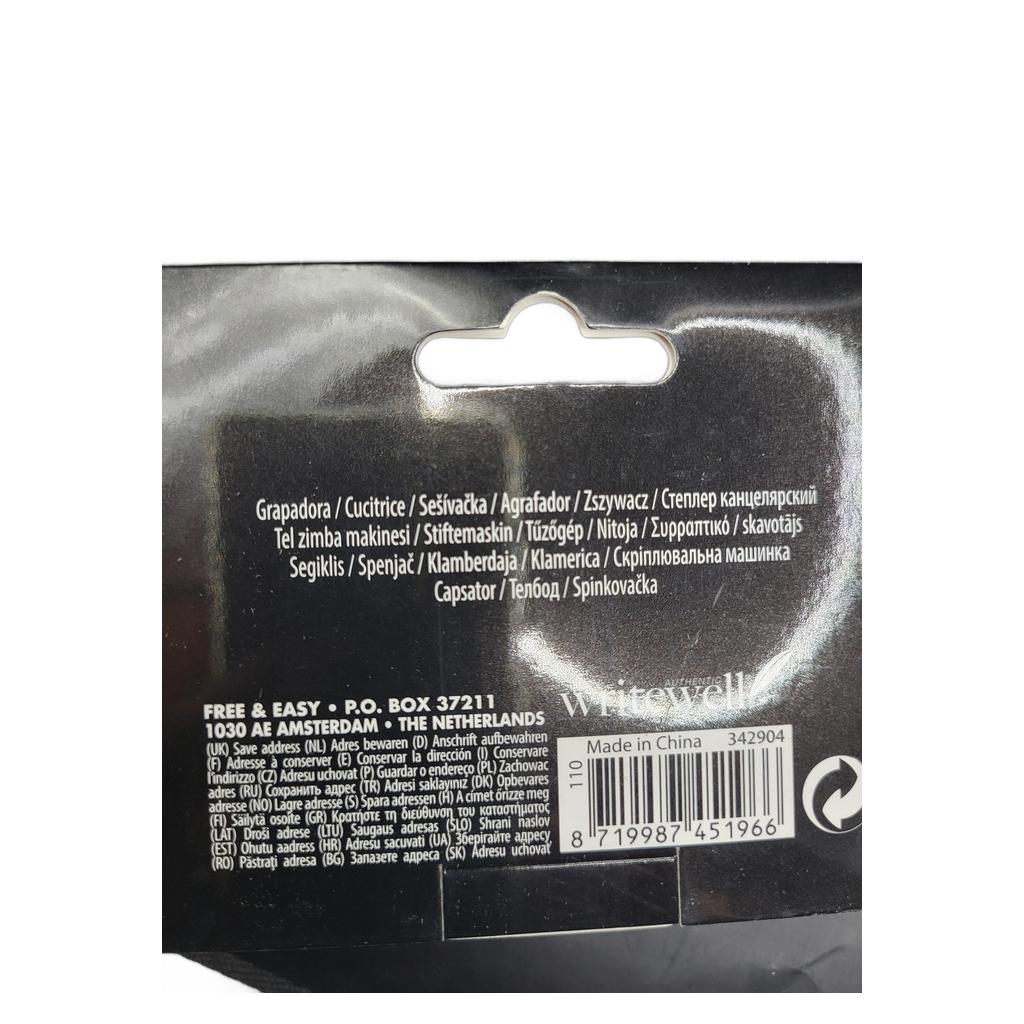 Grapadora / Cucitrice / Sešívačka / Agrafador / Zszywacz / Степлер канцелярский
Tel zimba makinesi / Stiftemaskin / Tűzőgép / Nitoja / Συρραπτικό / skavotājs
Segiklis / Spenjač / Klamberdaja / Klamerica / Скріплювальна машинка
Capsator / Телбод / Spinkovačka
FREE & EASY • P.O. BOX 37211
1030 AE AMSTERDAM • THE NETHERLANDS
(UK) Save address (NL) Adres bewaren (D) Anschrift aufbewahren
(F) Adresse à conserver (E) Conservar la dirección (I) Conservare
l'indirizzo (CZ) Adresu uchovat (P) Guardar o endereço (PL) Zachowac
adres (RU) Сохранить адрес (TR) Adresi saklayınız (DK) Opbevares
adresse (NO) Lagre adresse (S) Spara adressen (H) A címet őrizze meg
(FI) Säilytä osoite (GR) Κρατήστε τη διεύθυνση του καταστήματος
(LAT) Droši adrese (LTU) Saugaus adresas (SLO) Shrani naslov
(EST) Ohutu aadress (HR) Adresu sacuvati (UA) Зберігайте адресу
(RO) Păstrați adresa (BG) Запазете адреса (SK) Adresu uchovať
AUTHENTIC
writewell
Made in China 342904
110
8 719987 451966